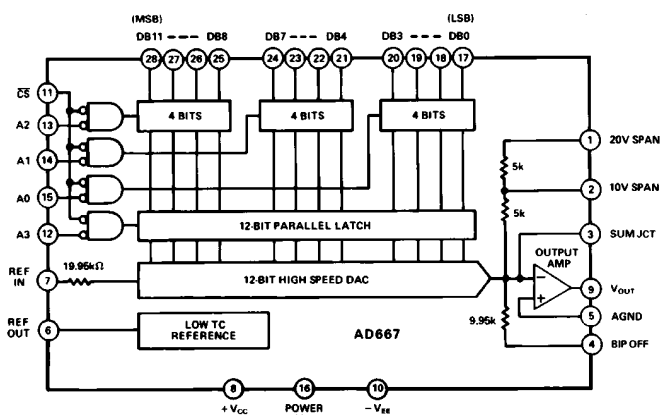 (MSB) (LSB)
DB11 ---- DB8 DB7 ---- DB4 DB3 ---- DB0
28 27 26 25 24 23 22 21 20 19 18 17
C̅S̅ 11
4 BITS 4 BITS 4 BITS
A2 13
1 20V SPAN
A1 14
5k
2 10V SPAN
A0 15
5k
3 SUM JCT
A3 12
12-BIT PARALLEL LATCH
OUTPUT
AMP
REF
IN
7
19.95kΩ
12-BIT HIGH SPEED DAC
−
+
9 VOUT
5 AGND
REF
OUT
6
LOW TC
REFERENCE
AD667
9.95k
4 BIP OFF
8 16 10
+ VCC POWER − VEE